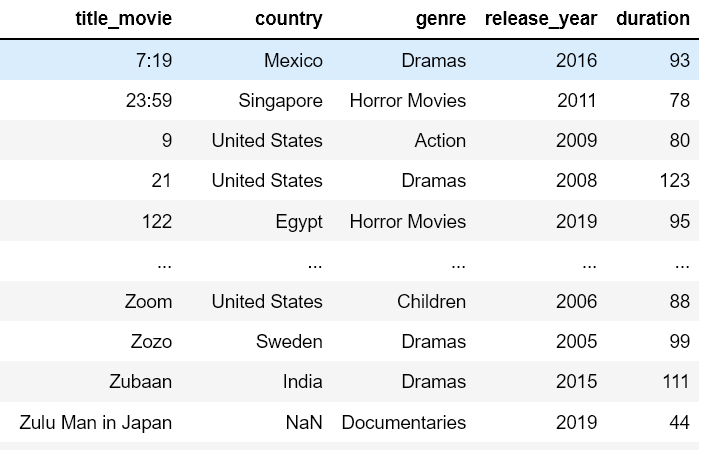 title_movie country genre release_year duration
7:19 Mexico Dramas 2016 93
23:59 Singapore Horror Movies 2011 78
9 United States Action 2009 80
21 United States Dramas 2008 123
122 Egypt Horror Movies 2019 95
... ... ... ... ...
Zoom United States Children 2006 88
Zozo Sweden Dramas 2005 99
Zubaan India Dramas 2015 111
Zulu Man in Japan NaN Documentaries 2019 44